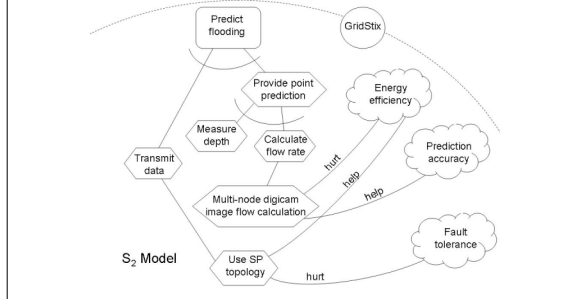 Predict
flooding
GridStix
Provide point
prediction
Energy
efficiency
Measure
depth
Calculate
flow rate
Prediction
accuracy
Transmit
data
hurt
help
help
Multi-node digicam
image flow calculation
Fault
tolerance
S₂ Model
Use SP
topology
hurt